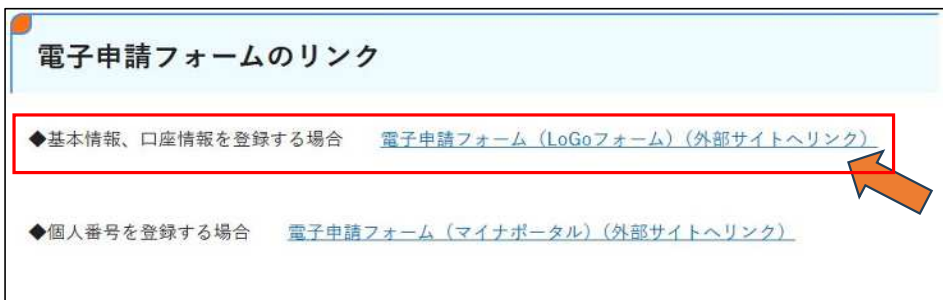 電子申請フォームのリンク
◆基本情報、口座情報を登録する場合　電子申請フォーム（LoGoフォーム）（外部サイトへリンク）
◆個人番号を登録する場合　電子申請フォーム（マイナポータル）（外部サイトへリンク）